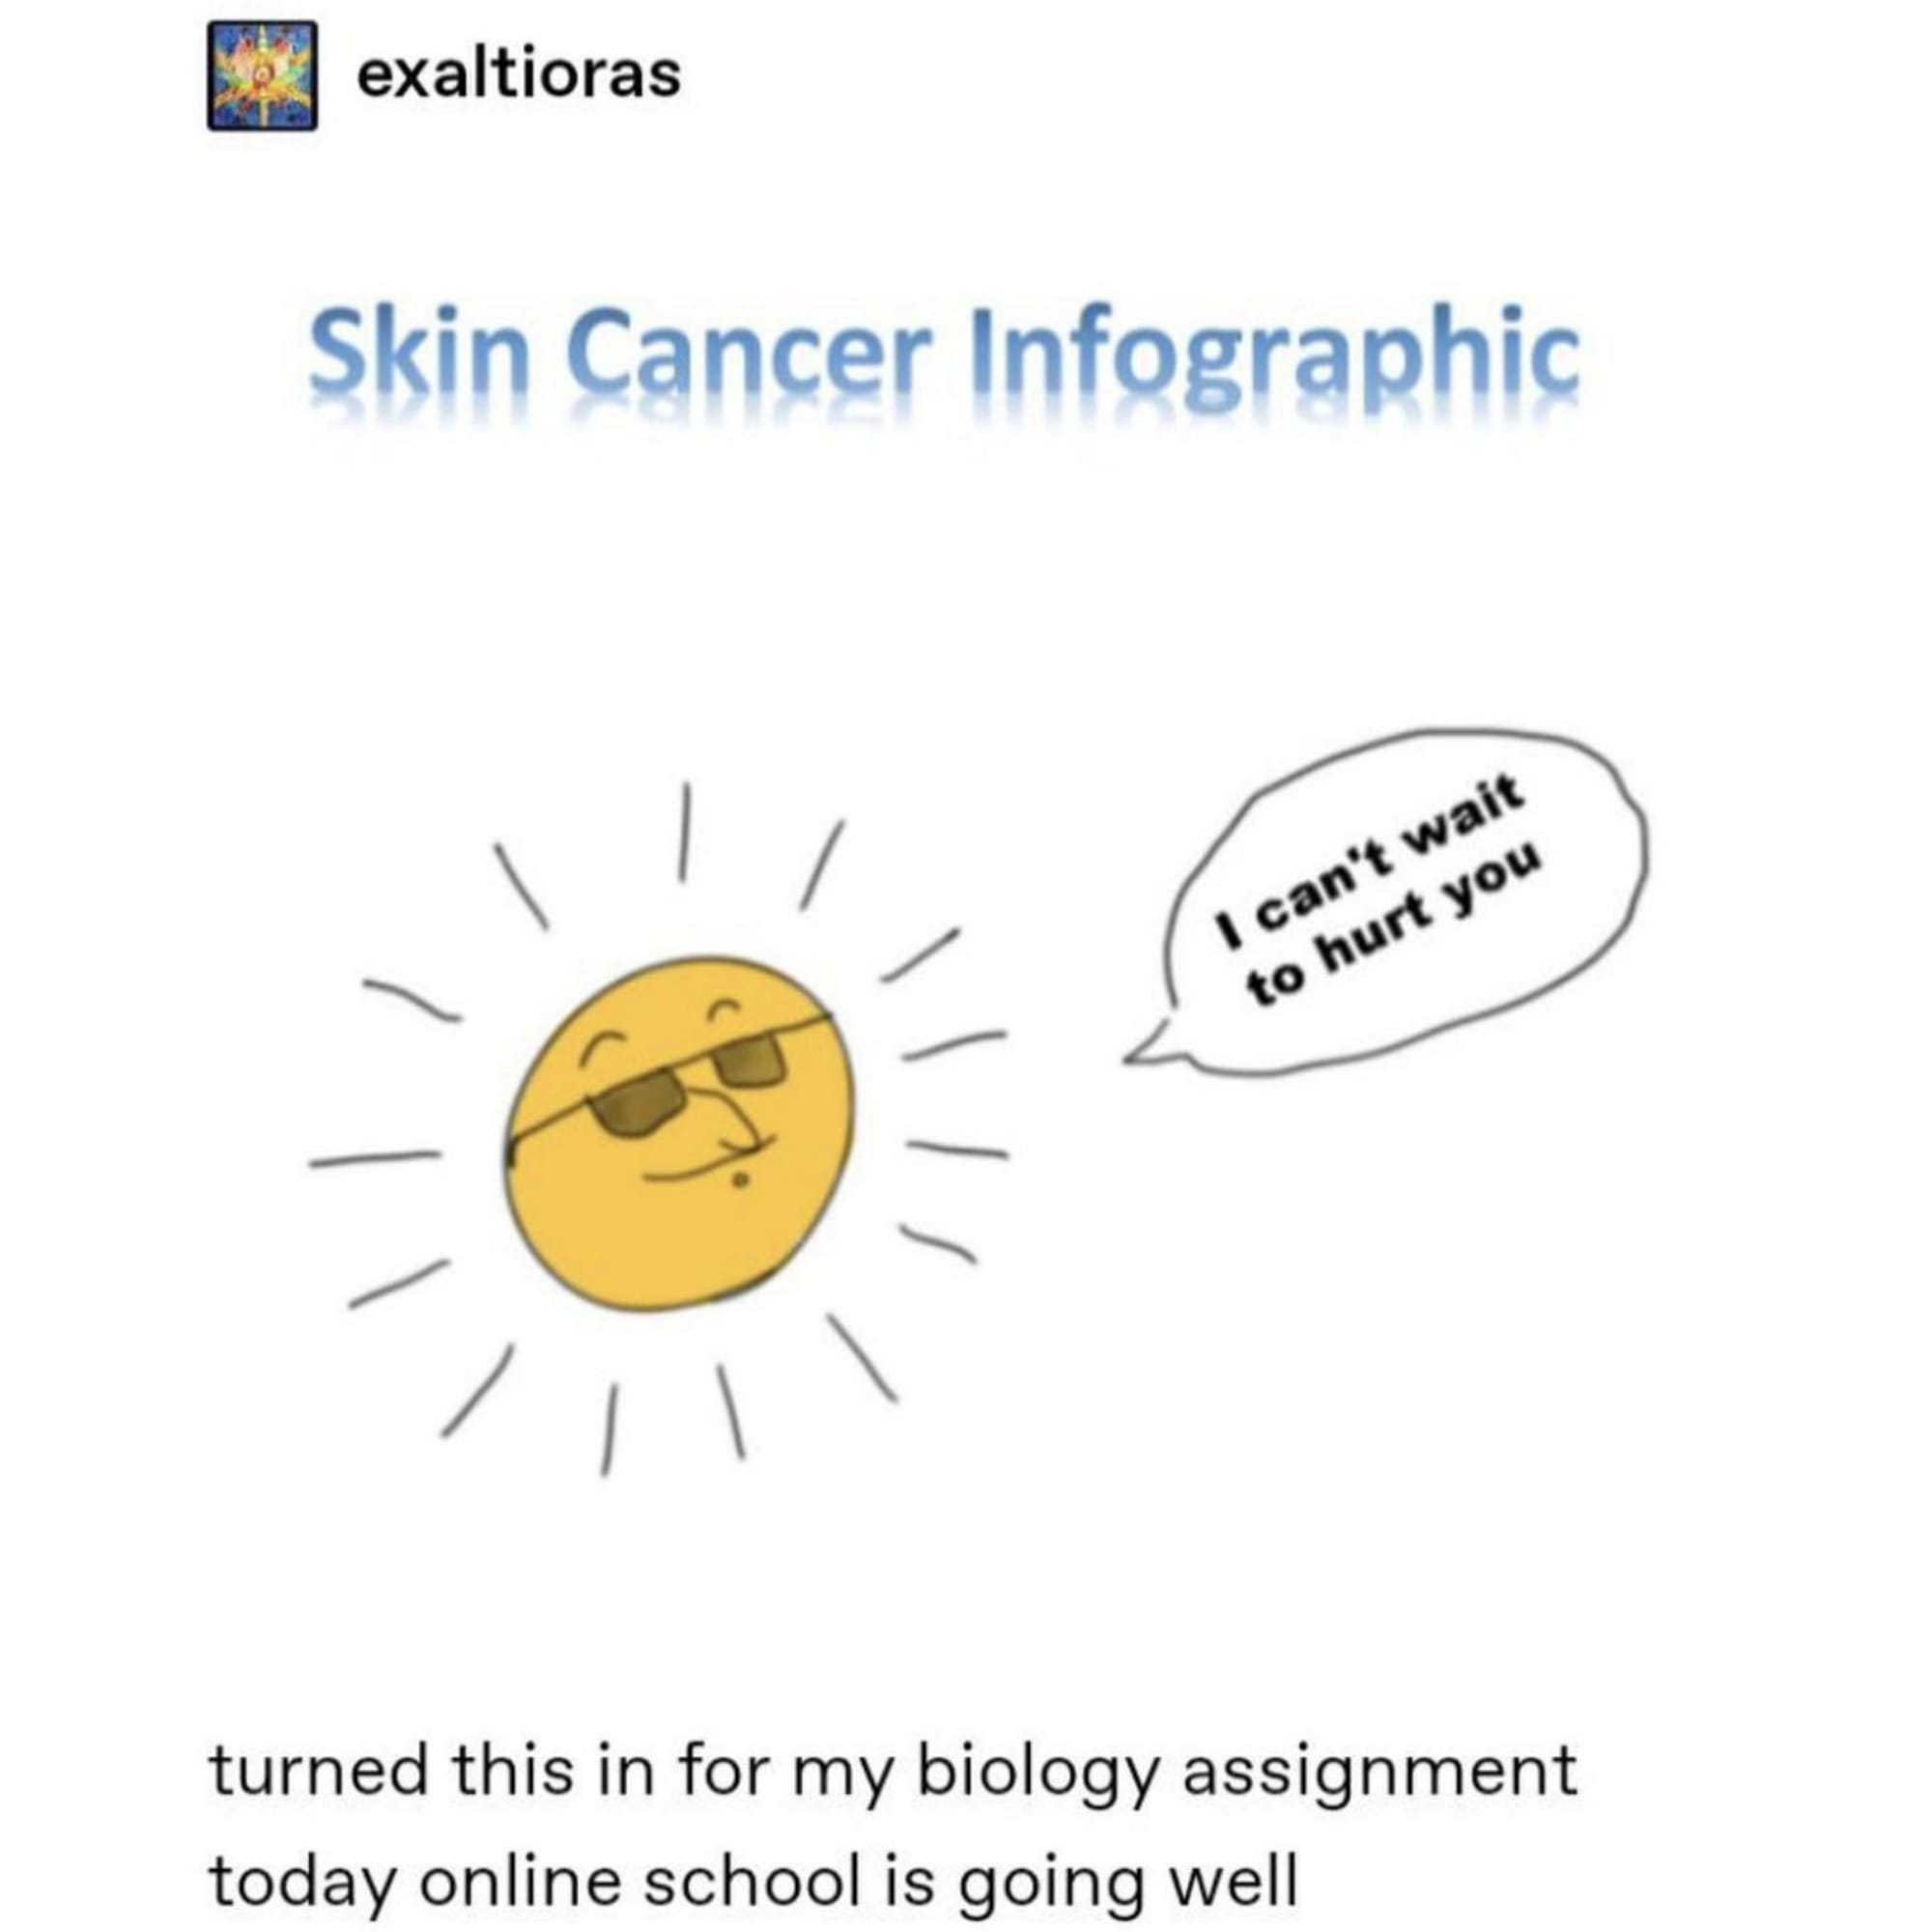 exaltioras
Skin Cancer Infographic
I can't wait
to hurt you
turned this in for my biology assignment
today online school is going well